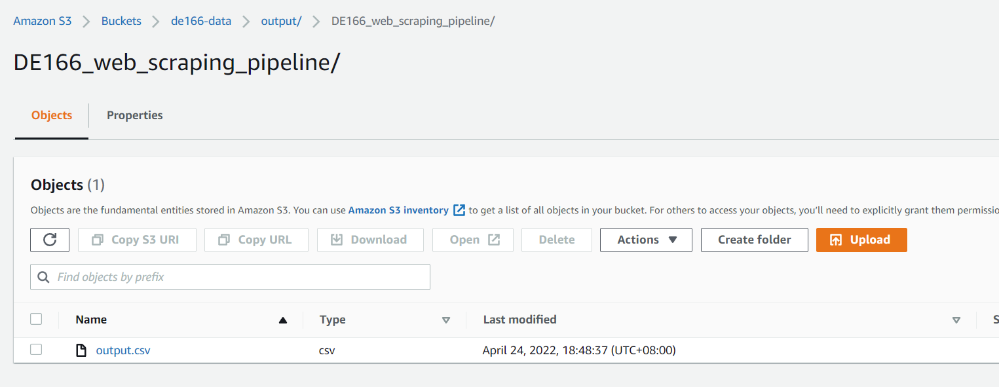 Amazon S3 Buckets de166-data output/ DE166_web_scraping_pipeline/
DE166_web_scraping_pipeline/
Objects Properties
Objects (1)
Objects are the fundamental entities stored in Amazon S3. You can use Amazon S3 inventory to get a list of all objects in your bucket. For others to access your objects, you'll need to explicitly grant them permissio
Copy S3 URI Copy URL Download Open Delete Actions Create folder Upload
Find objects by prefix
Name Type Last modified S
output.csv csv April 24, 2022, 18:48:37 (UTC+08:00)